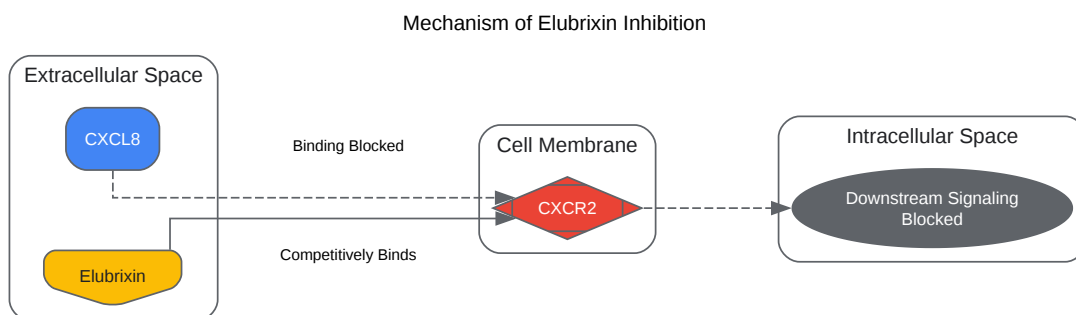 Mechanism of Elubrixin Inhibition
Extracellular Space
CXCL8
Elubrixin
Binding Blocked
Competitively Binds
Cell Membrane
CXCR2
Intracellular Space
Downstream Signaling
Blocked